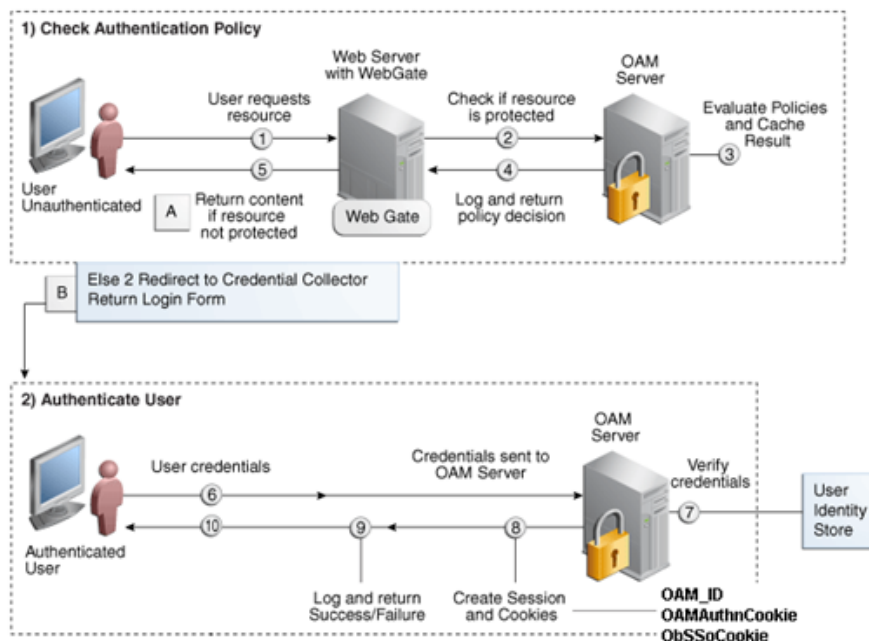 1) Check Authentication Policy
Web Server
with WebGate
OAM
Server
User requests
resource
Check if resource
is protected
Evaluate Policies
and Cache
Result
1
2
3
5
4
User
Unauthenticated
A
Return content
if resource
not protected
Web Gate
Log and return
policy decision
B
Else 2 Redirect to Credential Collector
Return Login Form
2) Authenticate User
OAM
Server
User credentials
Credentials sent to
OAM Server
Verify
credentials
6
7
User
Identity
Store
10
9
8
Authenticated
User
Log and return
Success/Failure
Create Session
and Cookies
OAM_ID
OAMAuthnCookie
ObSSoCookie